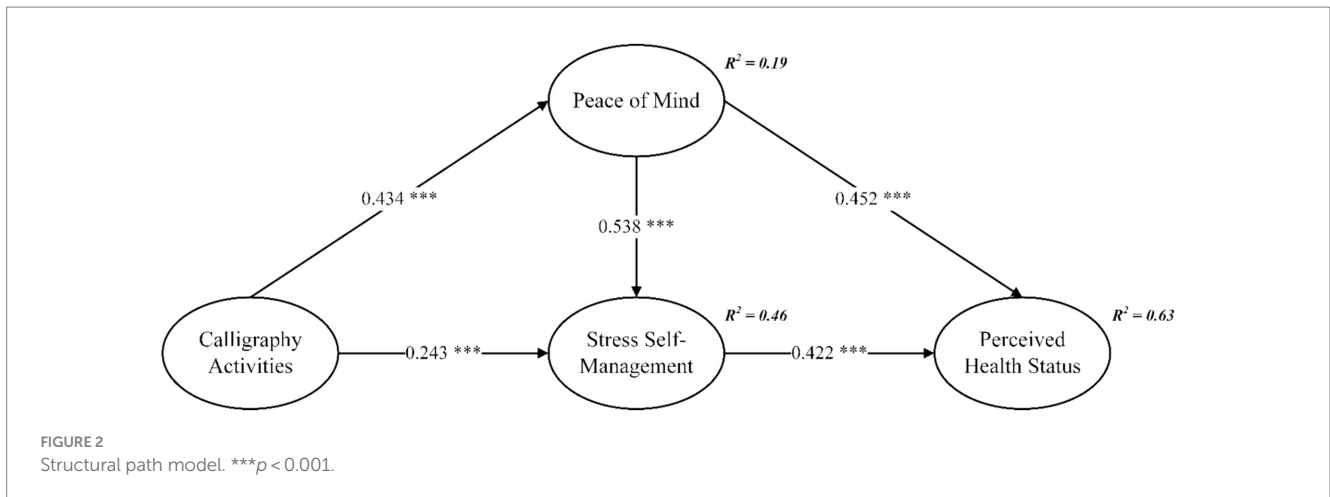 R² = 0.19
Peace of Mind
0.434 ***
0.452 ***
0.538 ***
R² = 0.46
R² = 0.63
Calligraphy
Activities
0.243 ***
Stress Self-
Management
0.422 ***
Perceived
Health Status
FIGURE 2
Structural path model. ***p < 0.001.